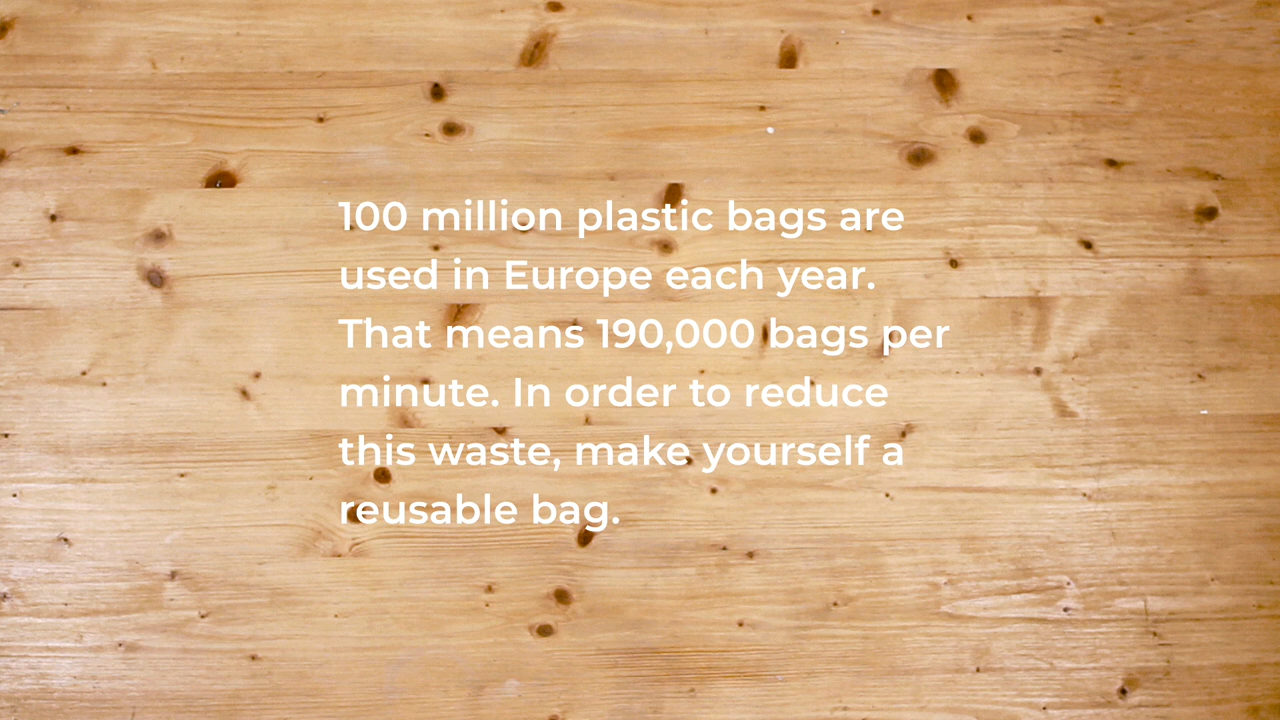 100 million plastic bags are
used in Europe each year.
That means 190,000 bags per
minute. In order to reduce
this waste, make yourself a
reusable bag.